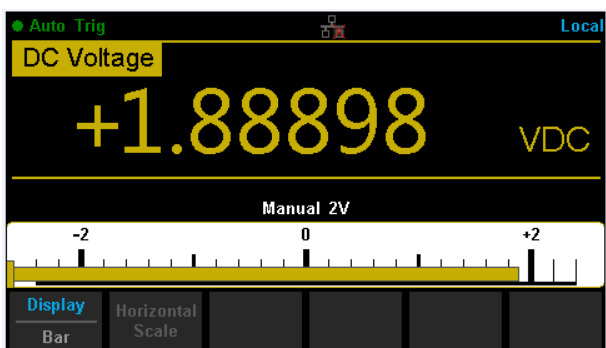 Auto Trig Local
DC Voltage
+1.88898 VDC
Manual 2V
-2 0 +2
Display Horizontal
Bar Scale